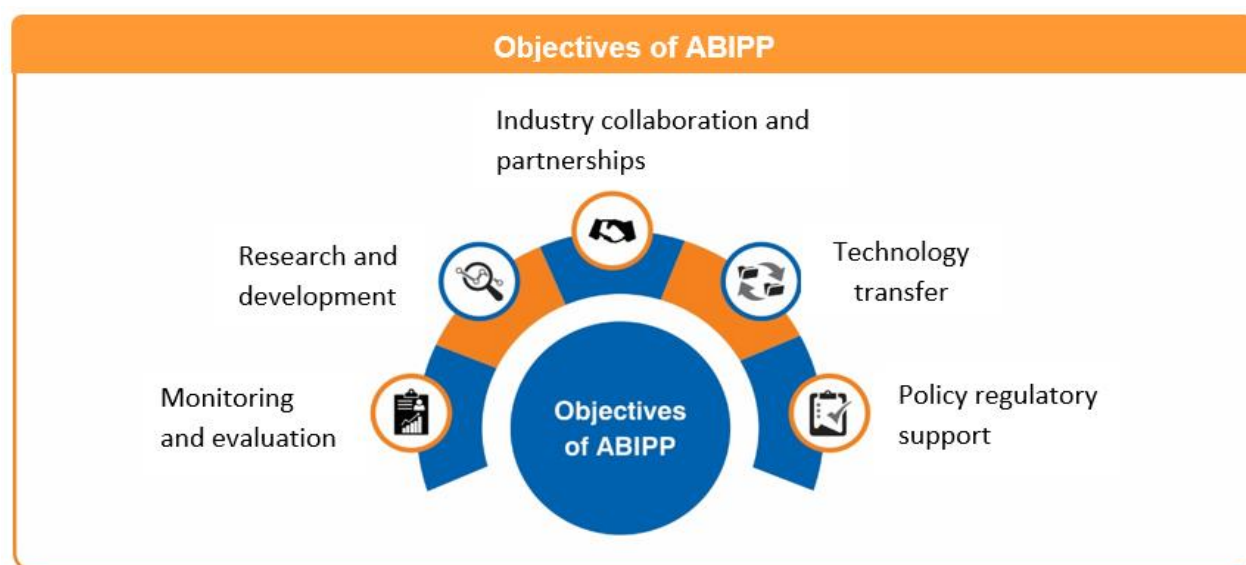 Objectives of ABIPP
Industry collaboration and
partnerships
Research and
development
Technology
transfer
Monitoring
and evaluation
Policy regulatory
support
Objectives
of ABIPP